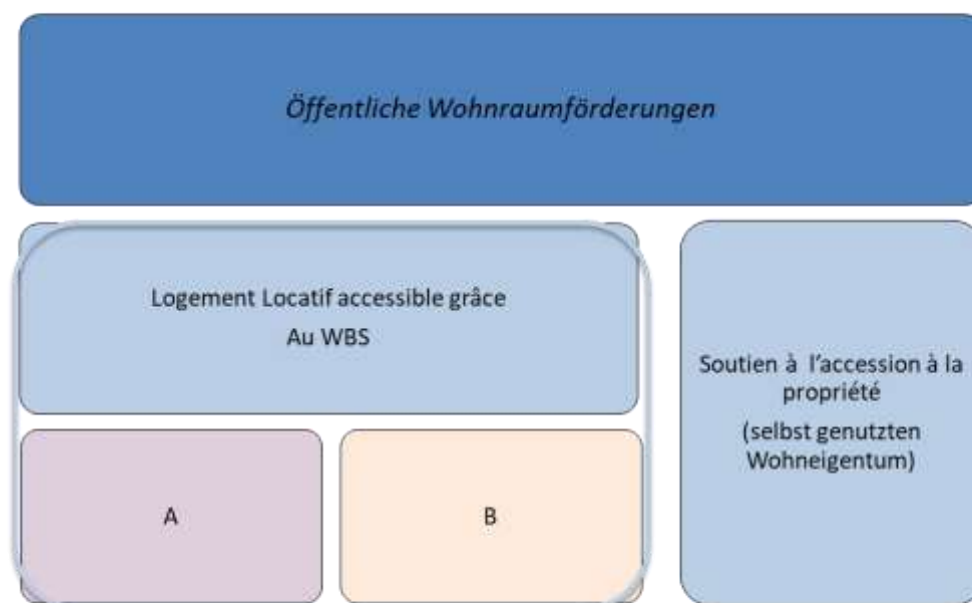 Öffentliche Wohnraumförderungen
Logement Locatif accessible grâce
Au WBS
Soutien à l'accession à la
propriété
(selbst genutzten
Wohneigentum)
A
B